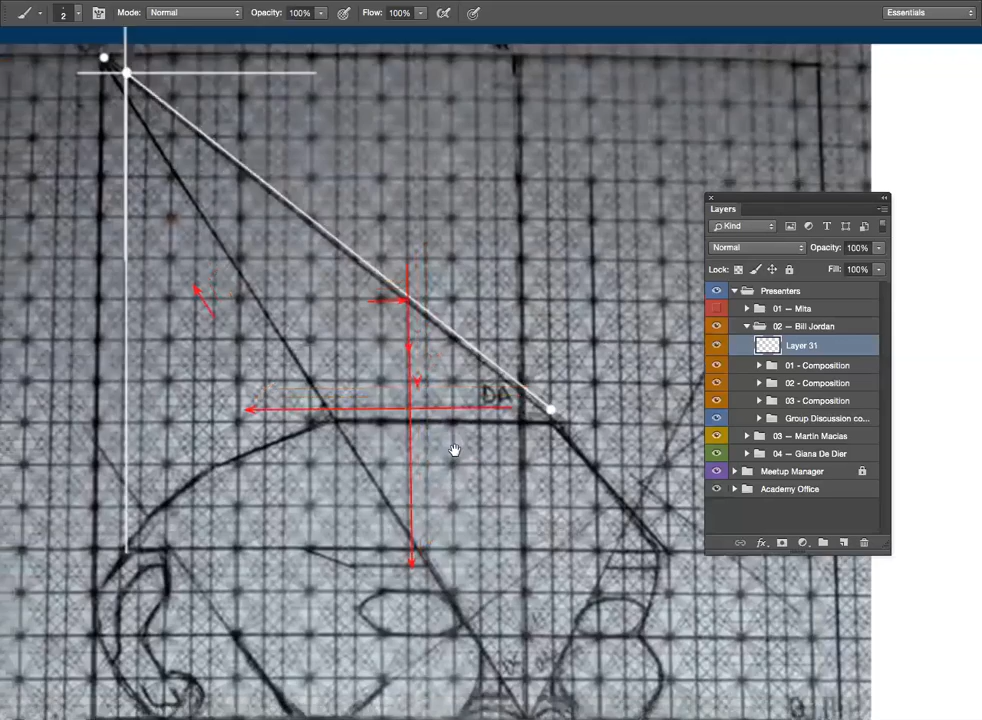 2 Mode: Normal Opacity: 100% Flow: 100% Essentials
Layers
Kind
Normal Opacity: 100%
Lock: Fill: 100%
Presenters
01 — Mita
02 — Bill Jordan
Layer 31
01 - Composition
02 - Composition
03 - Composition
Group Discussion co...
03 — Martin Macias
04 — Giana De Dier
Meetup Manager
Academy Office
fx
DA